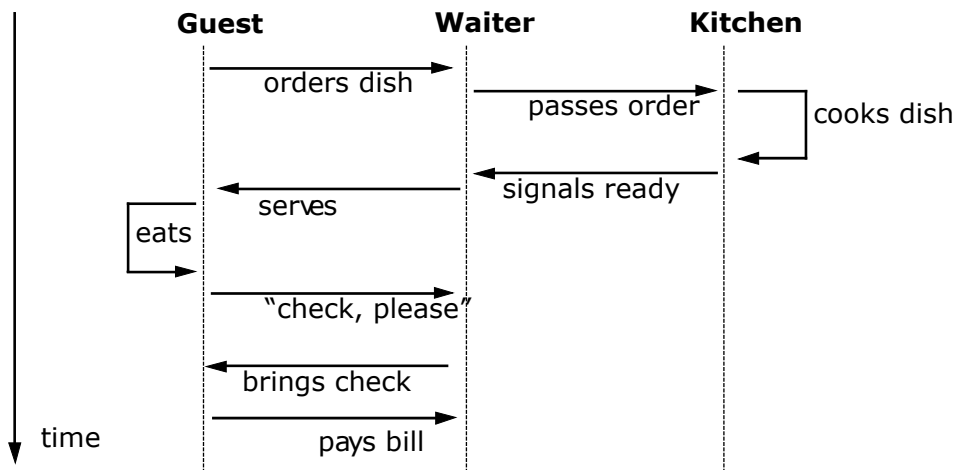 Guest Waiter Kitchen
orders dish
passes order
cooks dish
signals ready
serves
eats
“check, please”
brings check
time
pays bill